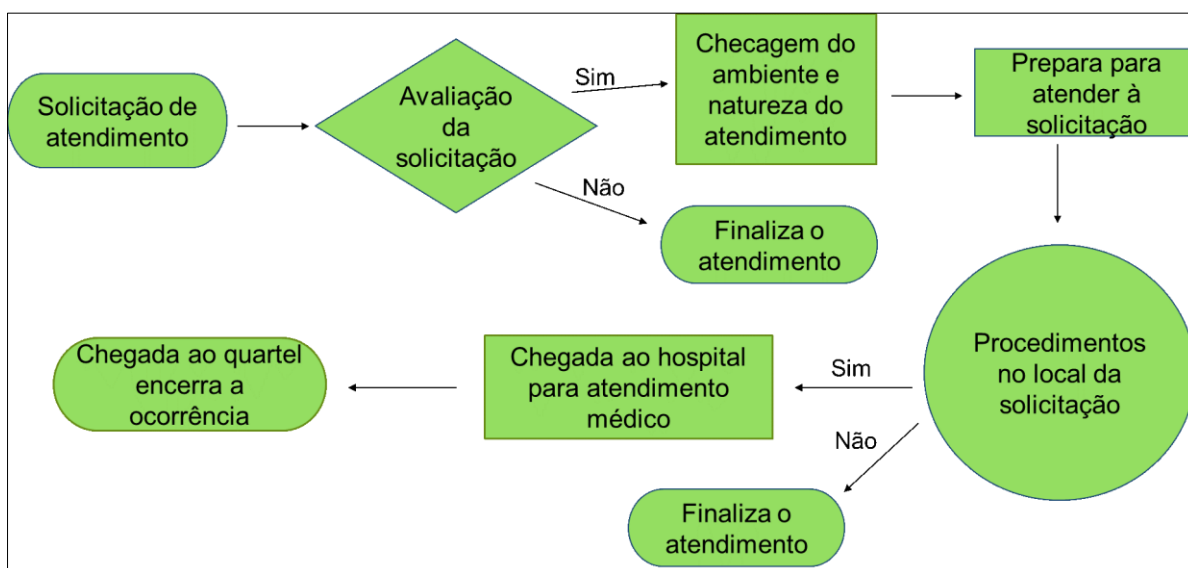 Solicitação de
atendimento
Avaliação
da
solicitação
Sim
Checagem do
ambiente e
natureza do
atendimento
Prepara para
atender à
solicitação
Não
Finaliza o
atendimento
Procedimentos
no local da
solicitação
Sim
Chegada ao hospital
para atendimento
médico
Chegada ao quartel
encerra a
ocorrência
Não
Finaliza o
atendimento